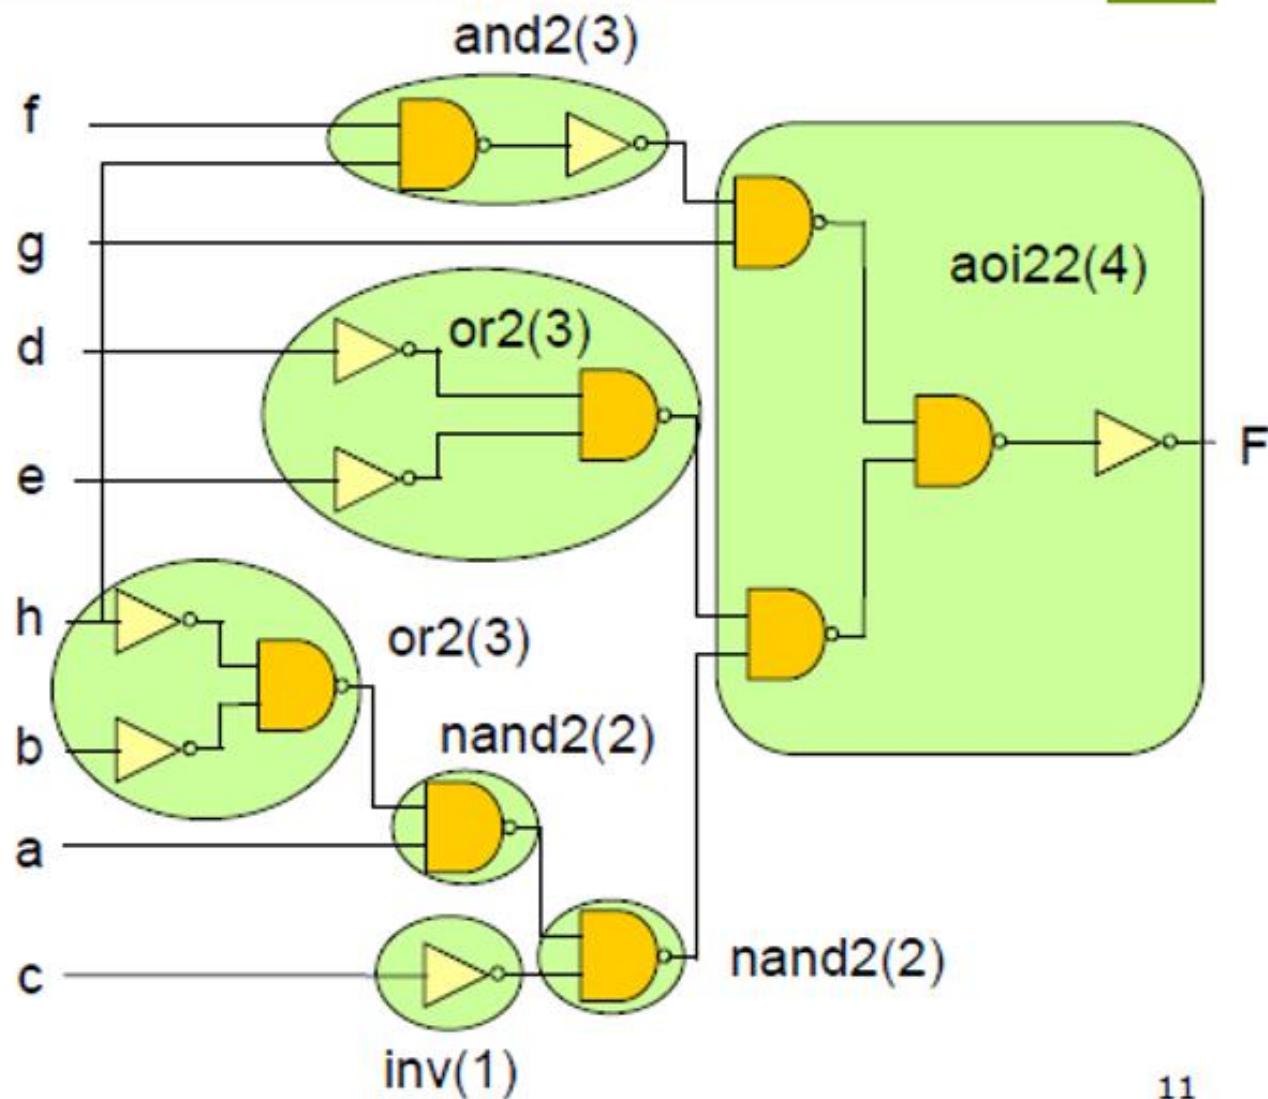 and2(3)
f
g
aoi22(4)
d
or2(3)
e
F
h
or2(3)
nand2(2)
b
a
nand2(2)
c
inv(1)
11